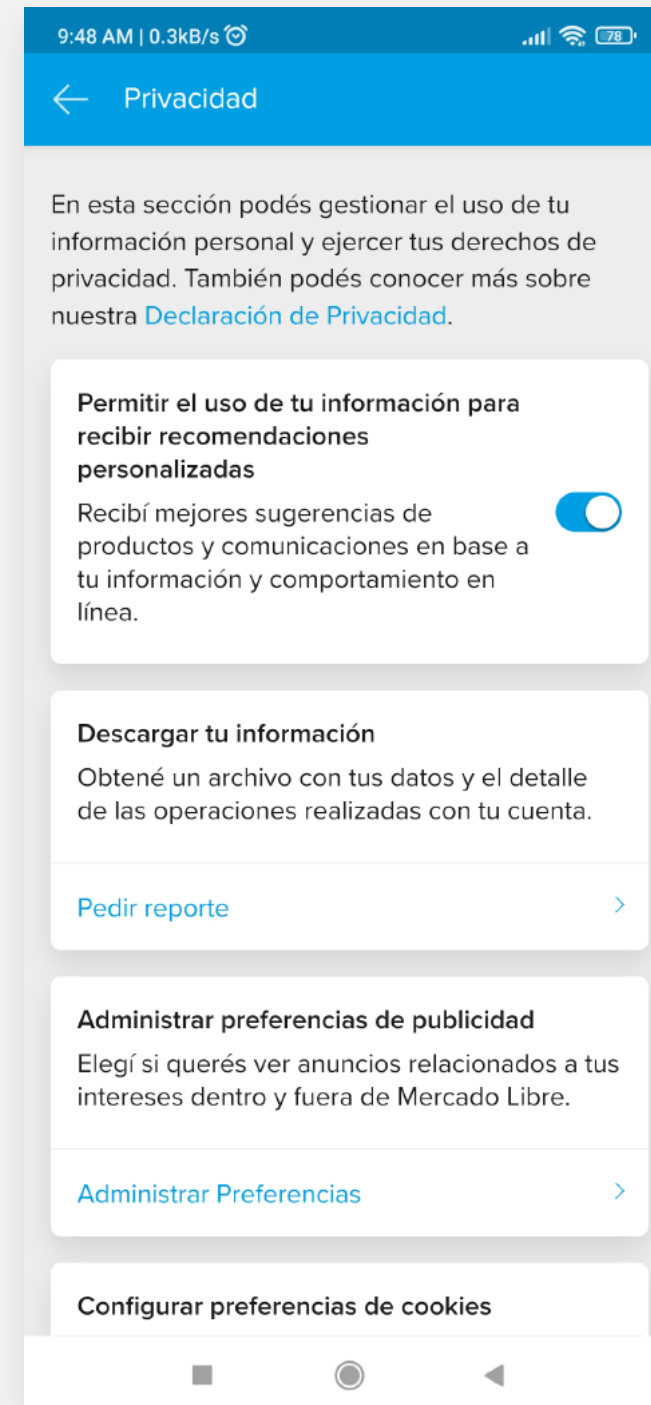 9:48 AM | 0.3kB/s
78
Privacidad
En esta sección podés gestionar el uso de tu
información personal y ejercer tus derechos de
privacidad. También podés conocer más sobre
nuestra Declaración de Privacidad.
Permitir el uso de tu información para
recibir recomendaciones
personalizadas
Recibí mejores sugerencias de
productos y comunicaciones en base a
tu información y comportamiento en
línea.
Descargar tu información
Obtené un archivo con tus datos y el detalle
de las operaciones realizadas con tu cuenta.
Pedir reporte
Administrar preferencias de publicidad
Elegí si querés ver anuncios relacionados a tus
intereses dentro y fuera de Mercado Libre.
Administrar Preferencias
Configurar preferencias de cookies